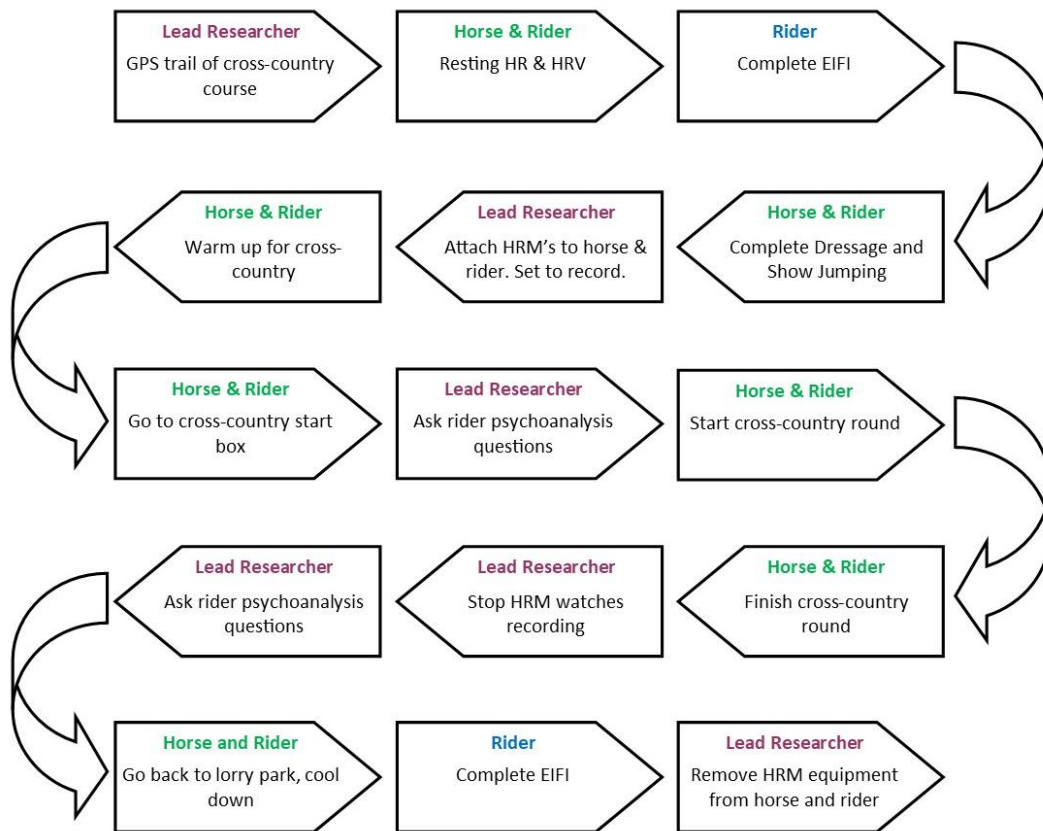 Lead Researcher
GPS trail of cross-country
course
Horse & Rider
Resting HR & HRV
Rider
Complete EIFI
Horse & Rider
Complete Dressage and
Show Jumping
Lead Researcher
Attach HRM's to horse &
rider. Set to record.
Horse & Rider
Warm up for cross-
country
Horse & Rider
Go to cross-country start
box
Lead Researcher
Ask rider psychoanalysis
questions
Horse & Rider
Start cross-country round
Horse & Rider
Finish cross-country
round
Lead Researcher
Stop HRM watches
recording
Lead Researcher
Ask rider psychoanalysis
questions
Horse and Rider
Go back to lorry park, cool
down
Rider
Complete EIFI
Lead Researcher
Remove HRM equipment
from horse and rider